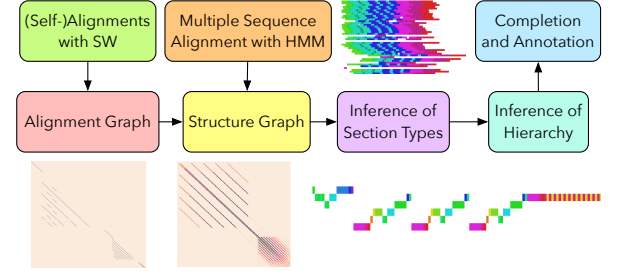 (Self-)Alignments
with SW
Multiple Sequence
Alignment with HMM
Completion
and Annotation
Alignment Graph
Structure Graph
Inference of
Section Types
Inference of
Hierarchy